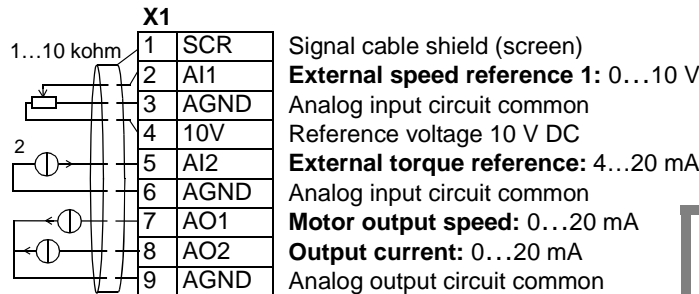 X1
1…10 kohm
1 SCR Signal cable shield (screen)
2 AI1 External speed reference 1: 0…10 V
3 AGND Analog input circuit common
4 10V Reference voltage 10 V DC
2
5 AI2 External torque reference: 4…20 mA
6 AGND Analog input circuit common
7 AO1 Motor output speed: 0…20 mA
8 AO2 Output current: 0…20 mA
9 AGND Analog output circuit common